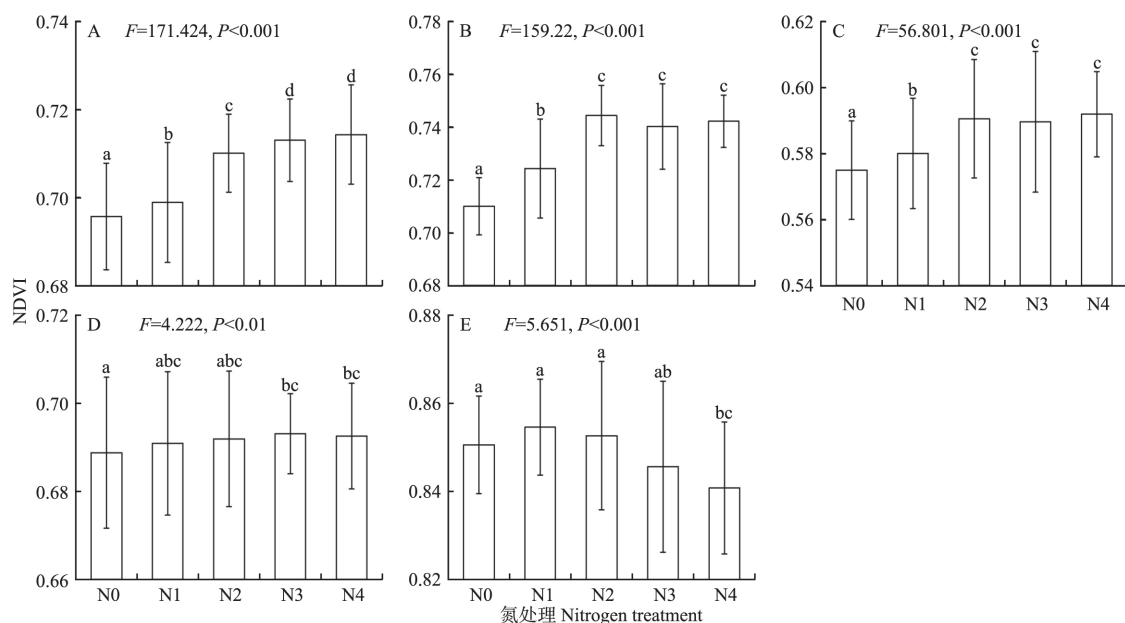 A F=171.424, P<0.001
0.74
0.72
0.70
0.68
a
b
c
d
d
B F=159.22, P<0.001
0.78
0.76
0.74
0.72
0.70
0.68
a
b
c
c
c
C F=56.801, P<0.001
0.62
0.60
0.58
0.56
0.54
a
b
c
c
c
N0 N1 N2 N3 N4
NDVI
D F=4.222, P<0.01
0.72
0.70
0.68
0.66
a
abc
abc
bc
bc
N0 N1 N2 N3 N4
E F=5.651, P<0.001
0.88
0.86
0.84
0.82
a
a
a
ab
bc
N0 N1 N2 N3 N4
氮处理 Nitrogen treatment